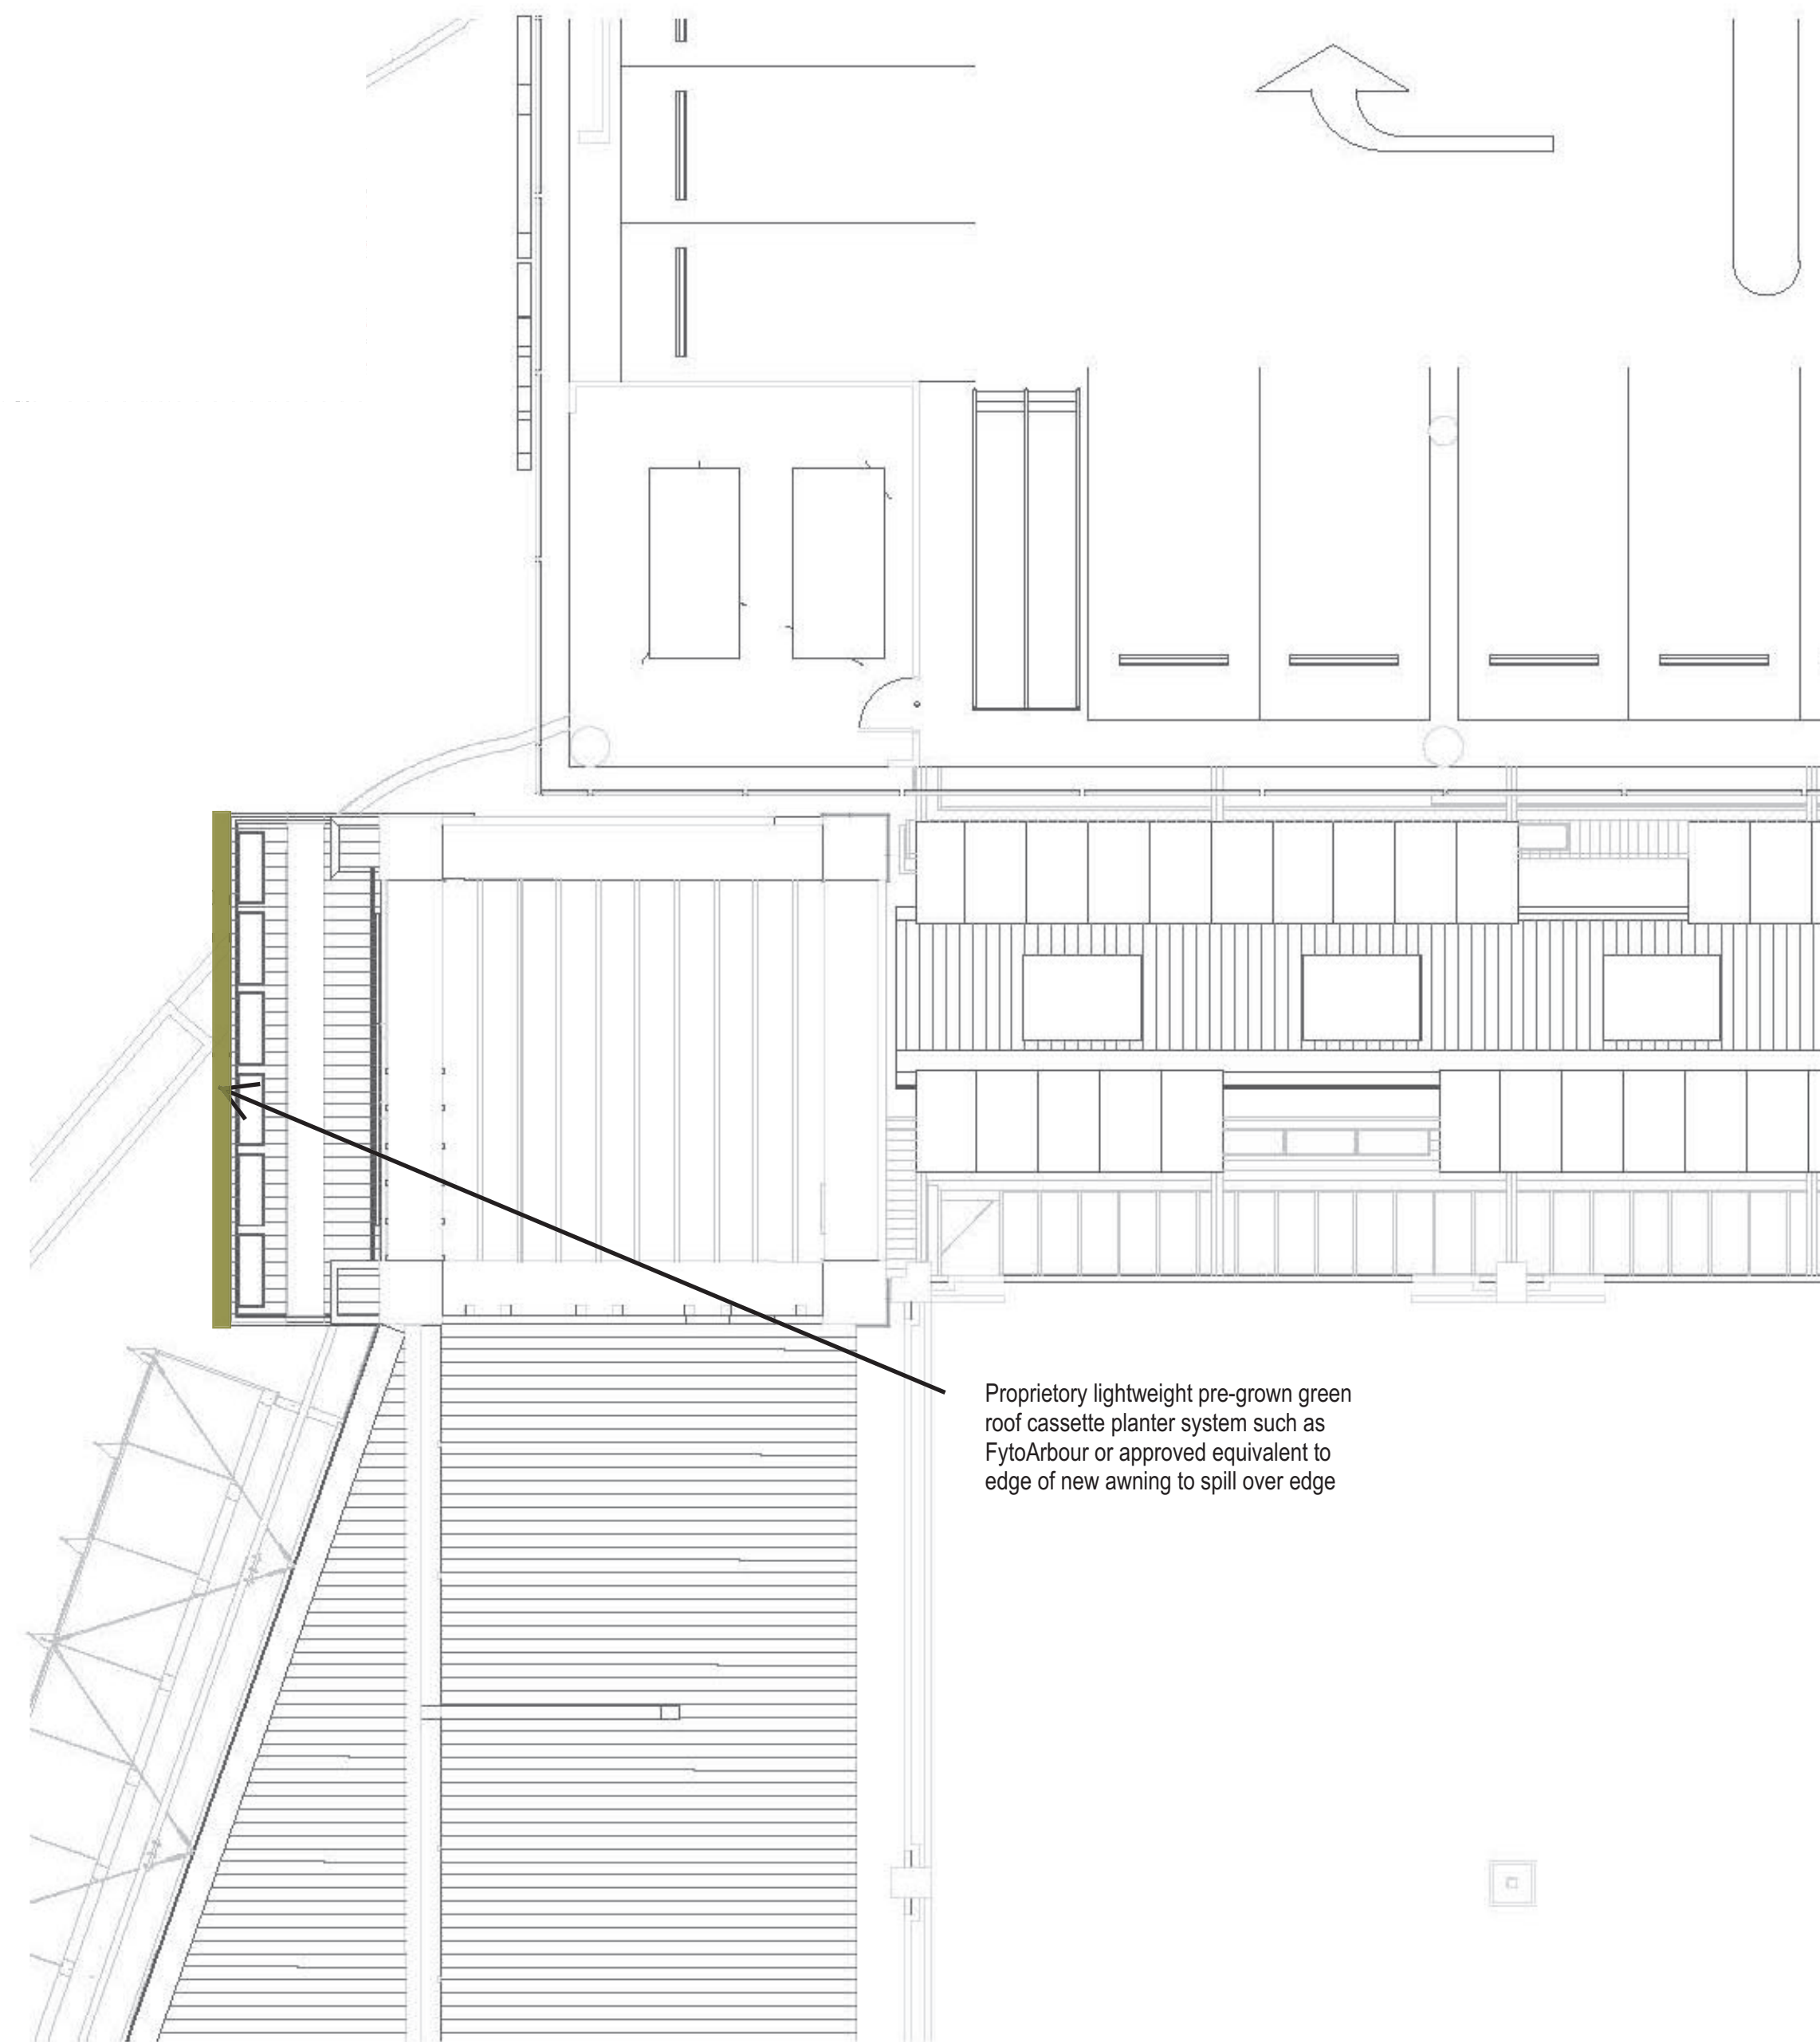 Proprietory lightweight pre-grown green
roof cassette planter system such as
FytoArbour or approved equivalent to
edge of new awning to spill over edge